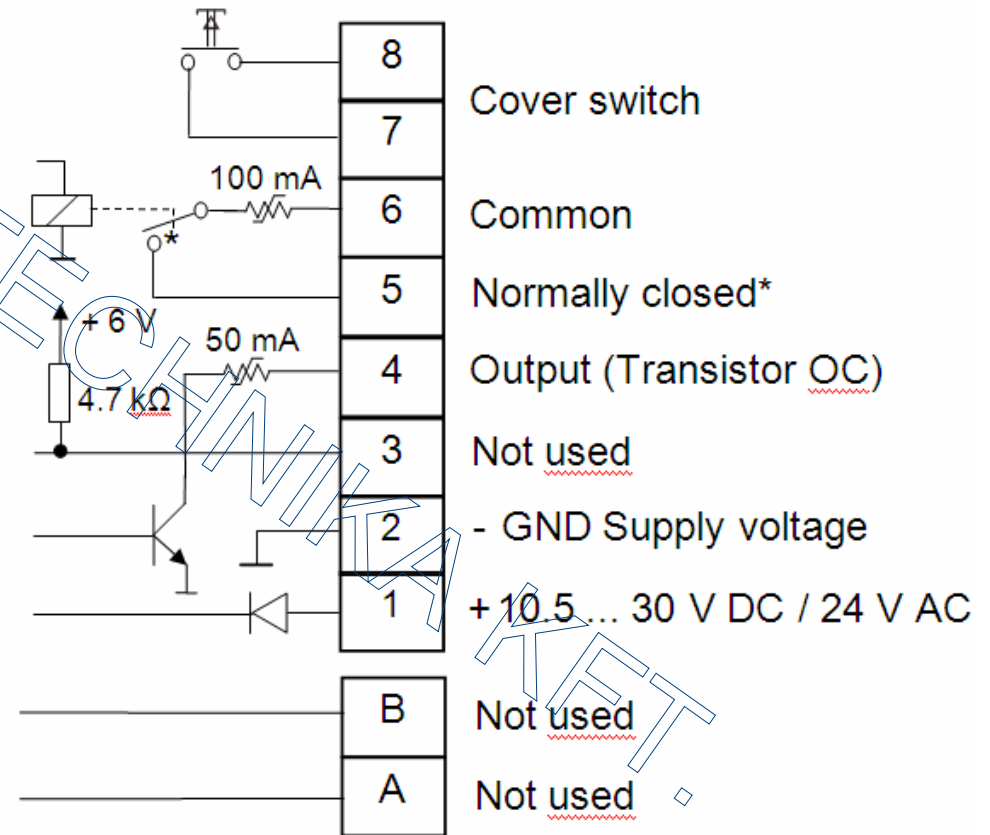 8
Cover switch
7
100 mA
6 Common
*
5 Normally closed*
+ 6 V
50 mA
4 Output (Transistor OC)
4.7 kΩ
3 Not used
2 - GND Supply voltage
1 + 10.5 ... 30 V DC / 24 V AC
B Not used
A Not used
TECHNIKA KFT.